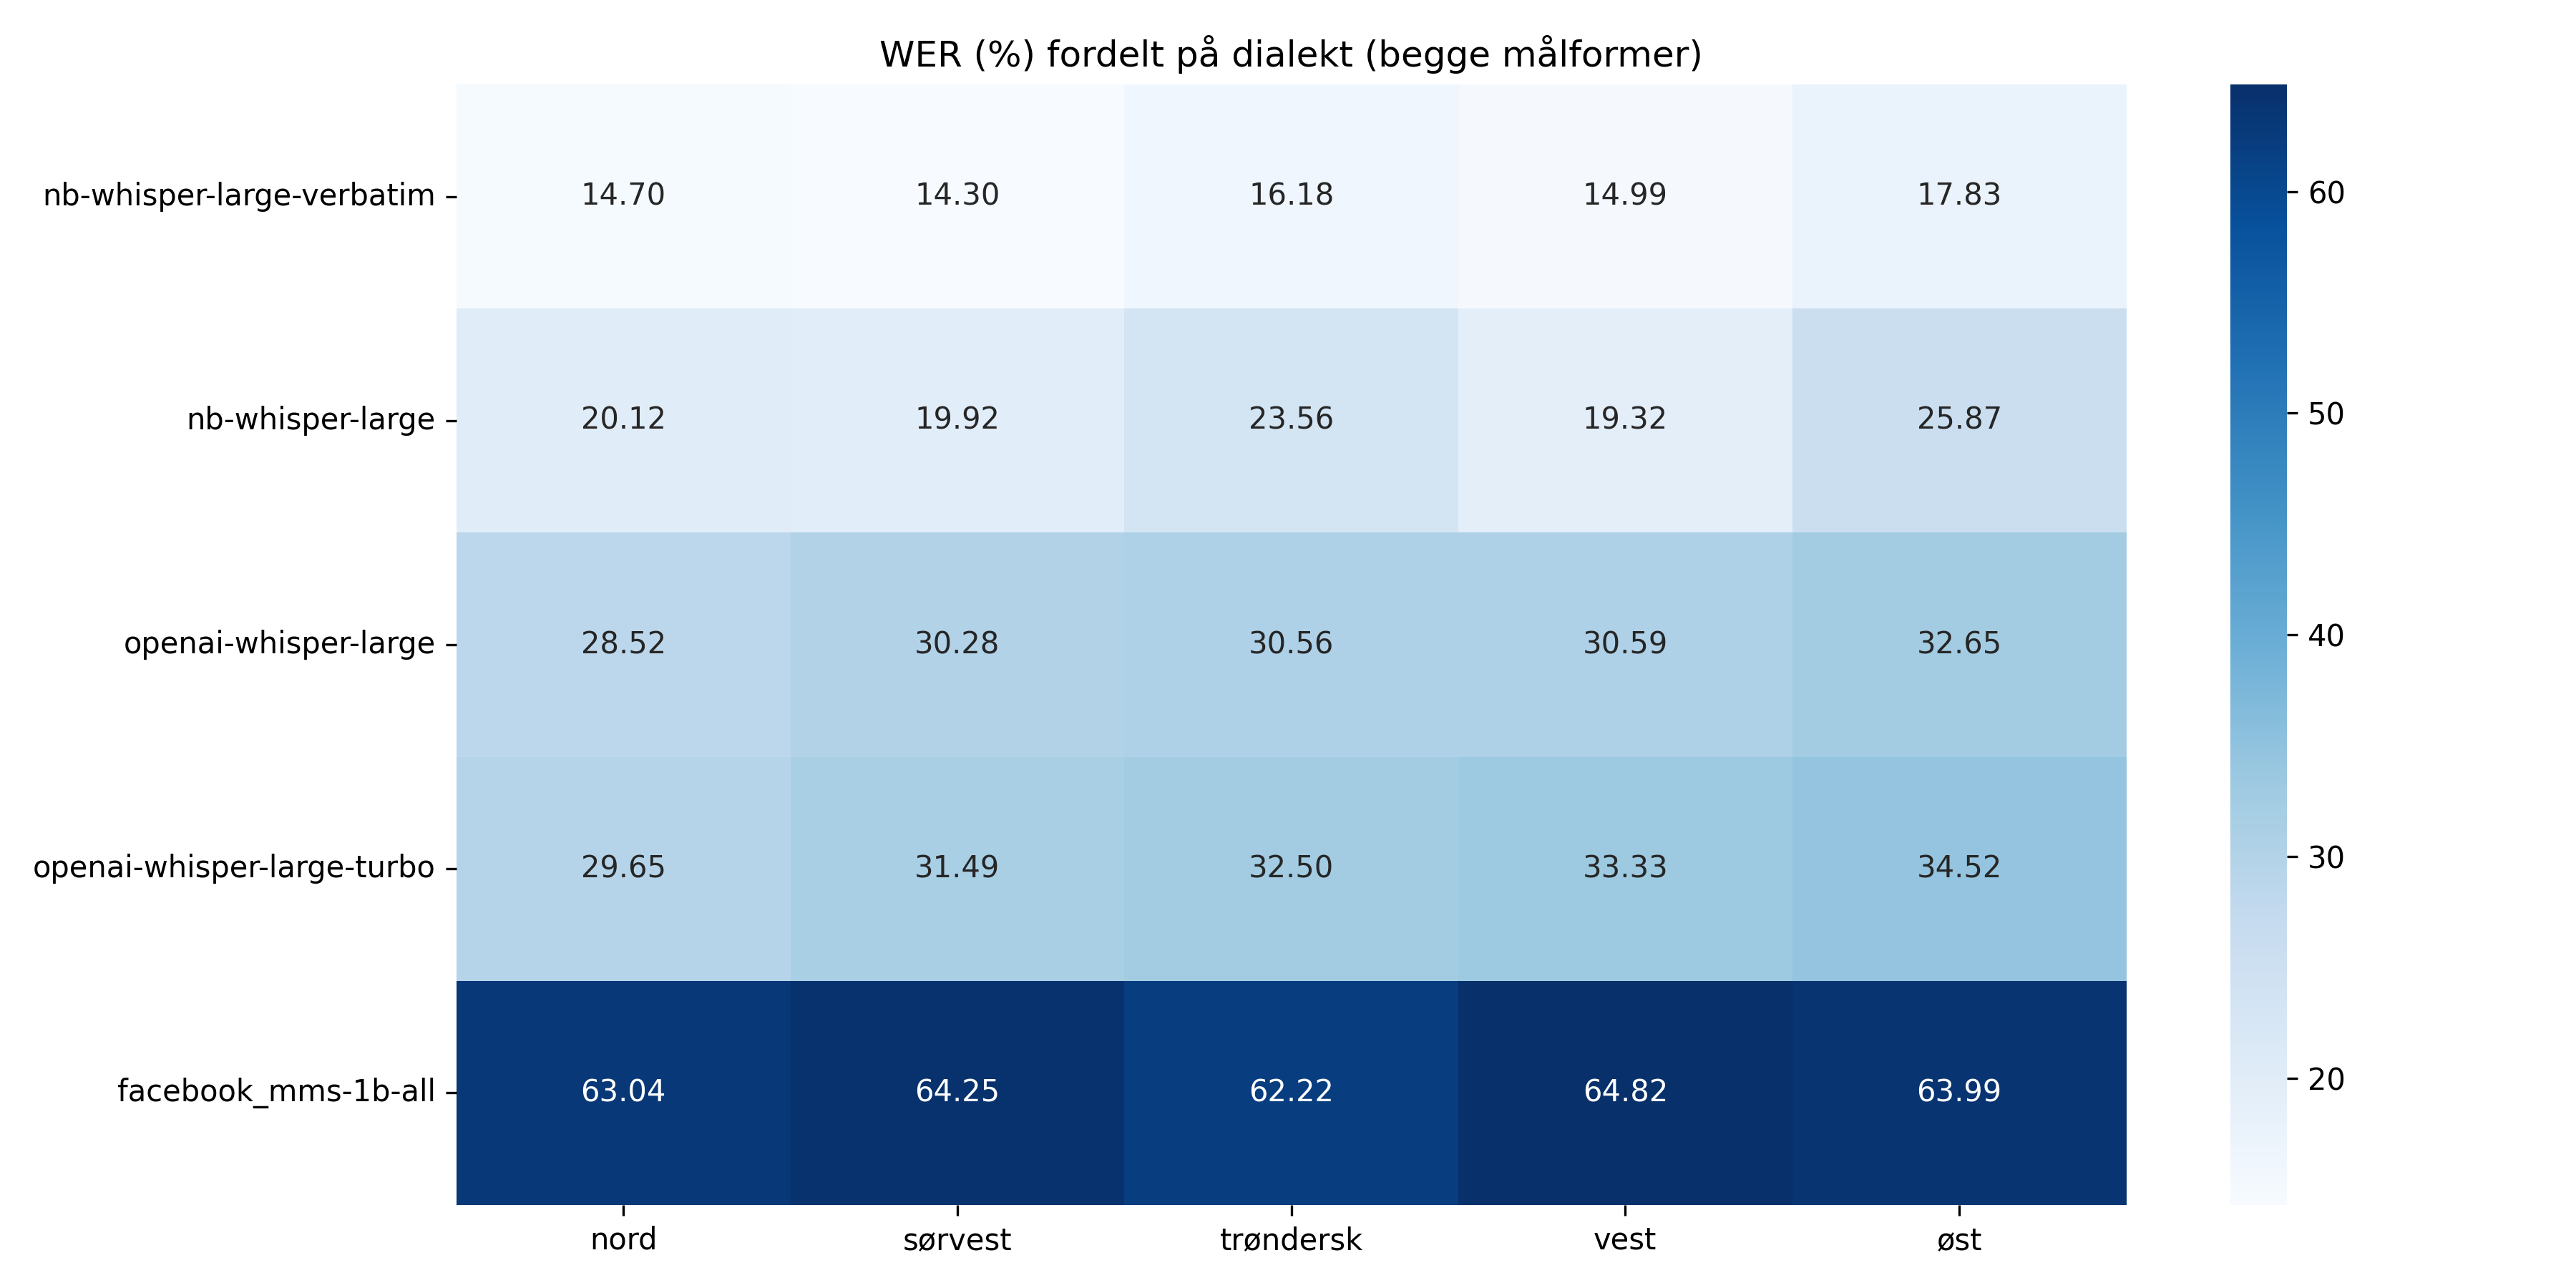 WER (%) fordelt på dialekt (begge målformer)
nb-whisper-large-verbatim 14.70 14.30 16.18 14.99 17.83
nb-whisper-large 20.12 19.92 23.56 19.32 25.87
openai-whisper-large 28.52 30.28 30.56 30.59 32.65
openai-whisper-large-turbo 29.65 31.49 32.50 33.33 34.52
facebook_mms-1b-all 63.04 64.25 62.22 64.82 63.99
nord sørvest trøndersk vest øst
60
50
40
30
20